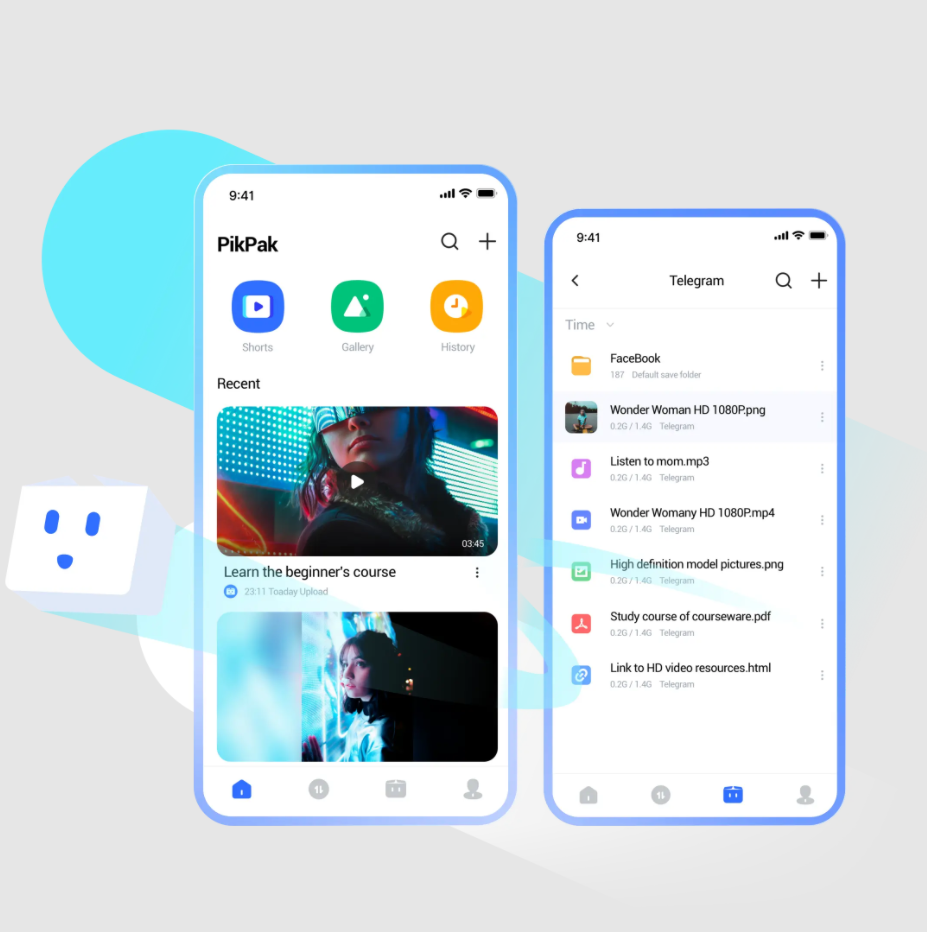 9:41
PikPak
Shorts
Gallery
History
Recent
03:45
Learn the beginner's course
23:11 Toaday Upload
9:41
Telegram
Time
FaceBook
187 Default save folder
Wonder Woman HD 1080P.png
0.2G / 1.4G Telegram
Listen to mom.mp3
0.2G / 1.4G Telegram
Wonder Womany HD 1080P.mp4
0.2G / 1.4G Telegram
High definition model pictures.png
0.2G / 1.4G Telegram
Study course of courseware.pdf
0.2G / 1.4G Telegram
Link to HD video resources.html
0.2G / 1.4G Telegram